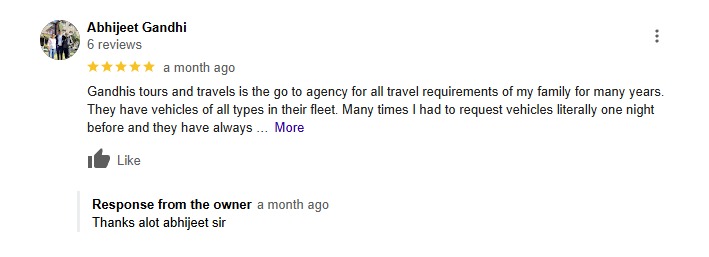 Abhijeet Gandhi
6 reviews
a month ago
Gandhis tours and travels is the go to agency for all travel requirements of my family for many years.
They have vehicles of all types in their fleet. Many times I had to request vehicles literally one night
before and they have always … More
Like
Response from the owner a month ago
Thanks alot abhijeet sir